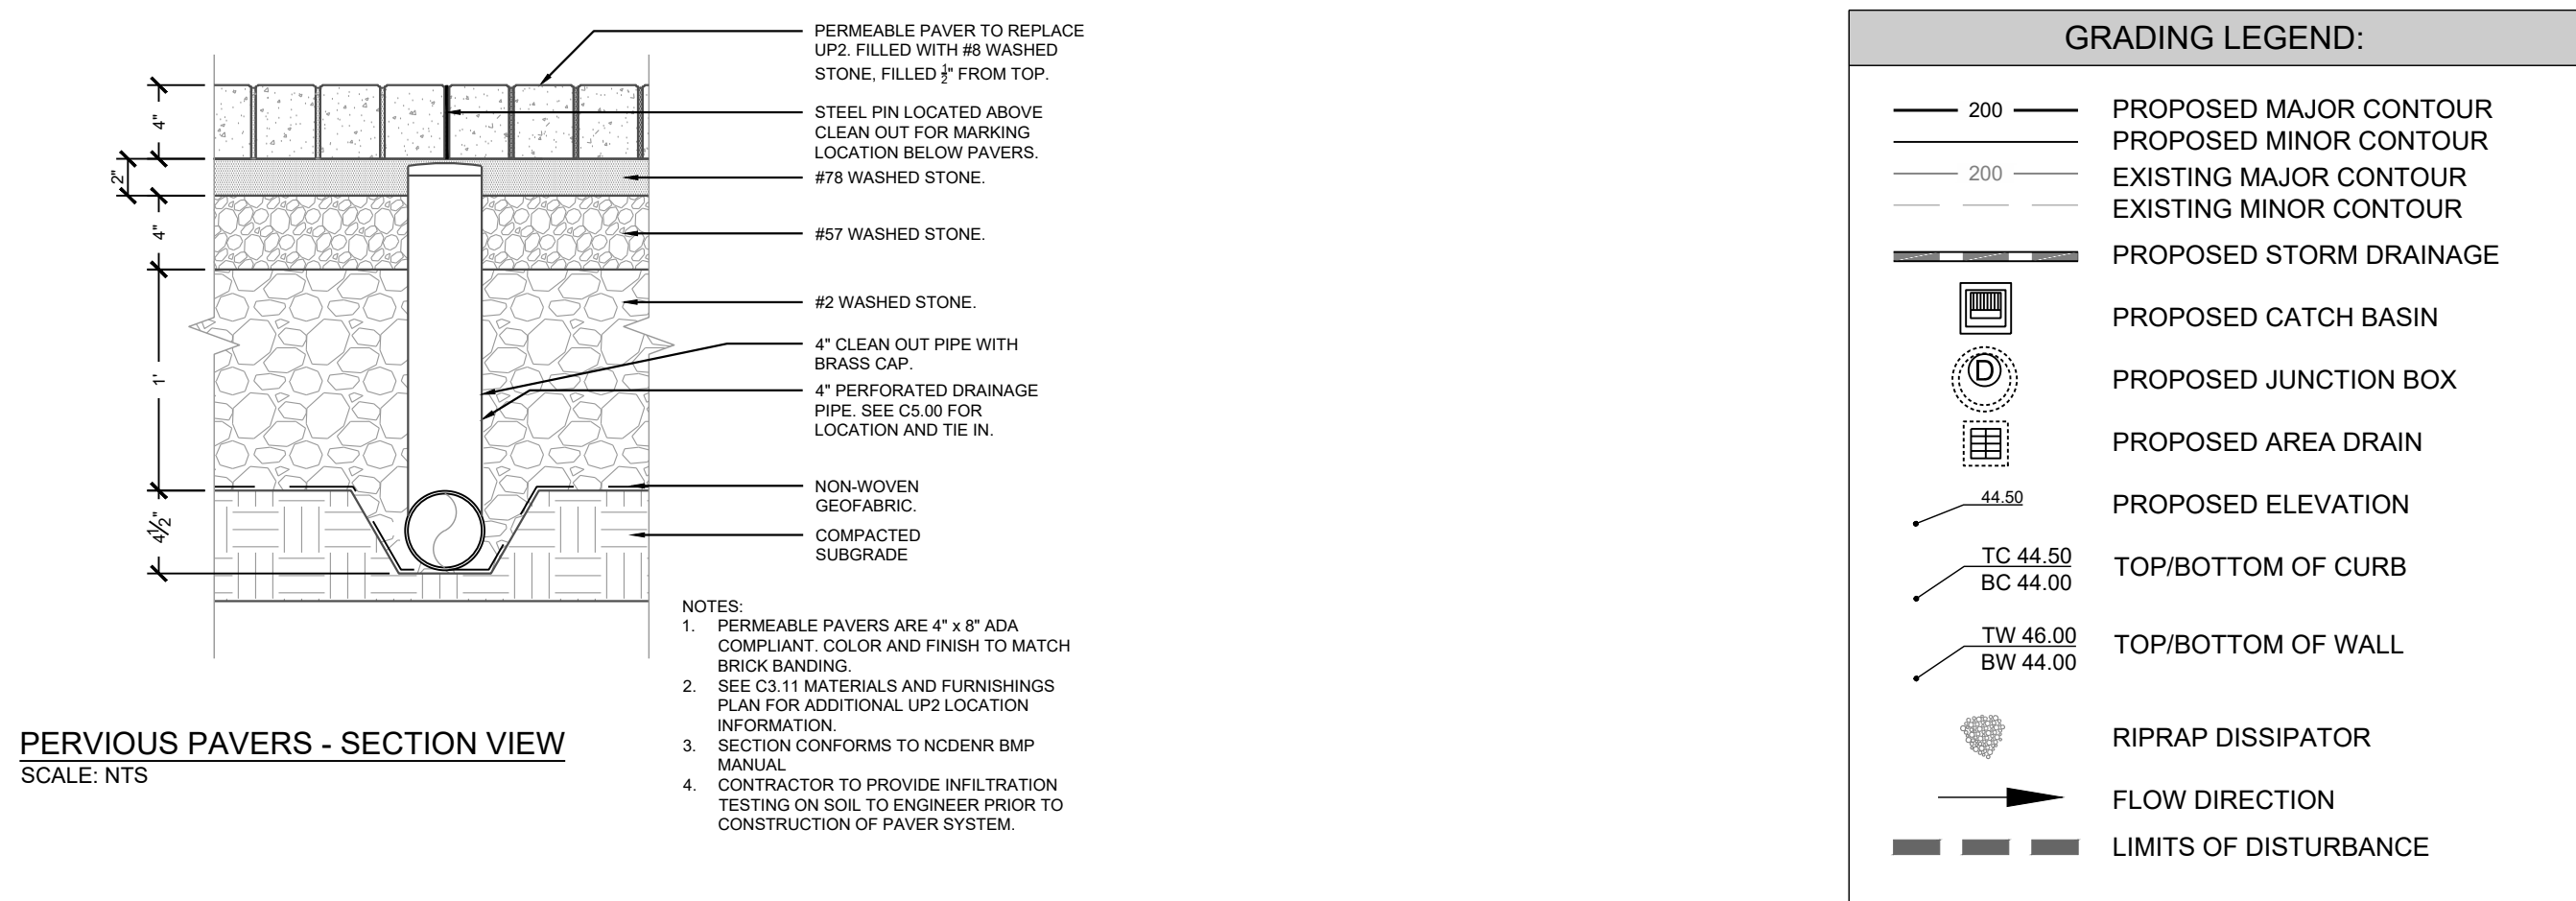 PERMEABLE PAVER TO REPLACE
UP2. FILLED WITH #8 WASHED
STONE, FILLED 1/2" FROM TOP.
STEEL PIN LOCATED ABOVE
CLEAN OUT FOR MARKING
LOCATION BELOW PAVERS.
#78 WASHED STONE.
#57 WASHED STONE.
#2 WASHED STONE.
4" CLEAN OUT PIPE WITH
BRASS CAP.
4" PERFORATED DRAINAGE
PIPE. SEE C5.00 FOR
LOCATION AND TIE IN.
NON-WOVEN
GEOFABRIC.
COMPACTED
SUBGRADE
4"
2"
4"
1'
4 1/2"
NOTES:
1. PERMEABLE PAVERS ARE 4" x 8" ADA
COMPLIANT. COLOR AND FINISH TO MATCH
BRICK BANDING.
2. SEE C3.11 MATERIALS AND FURNISHINGS
PLAN FOR ADDITIONAL UP2 LOCATION
INFORMATION.
3. SECTION CONFORMS TO NCDENR BMP
MANUAL
4. CONTRACTOR TO PROVIDE INFILTRATION
TESTING ON SOIL TO ENGINEER PRIOR TO
CONSTRUCTION OF PAVER SYSTEM.
PERVIOUS PAVERS - SECTION VIEW
SCALE: NTS
GRADING LEGEND:
200 PROPOSED MAJOR CONTOUR
PROPOSED MINOR CONTOUR
200 EXISTING MAJOR CONTOUR
EXISTING MINOR CONTOUR
PROPOSED STORM DRAINAGE
PROPOSED CATCH BASIN
D PROPOSED JUNCTION BOX
PROPOSED AREA DRAIN
44.50 PROPOSED ELEVATION
TC 44.50
BC 44.00
TOP/BOTTOM OF CURB
TW 46.00
BW 44.00
TOP/BOTTOM OF WALL
RIPRAP DISSIPATOR
FLOW DIRECTION
LIMITS OF DISTURBANCE